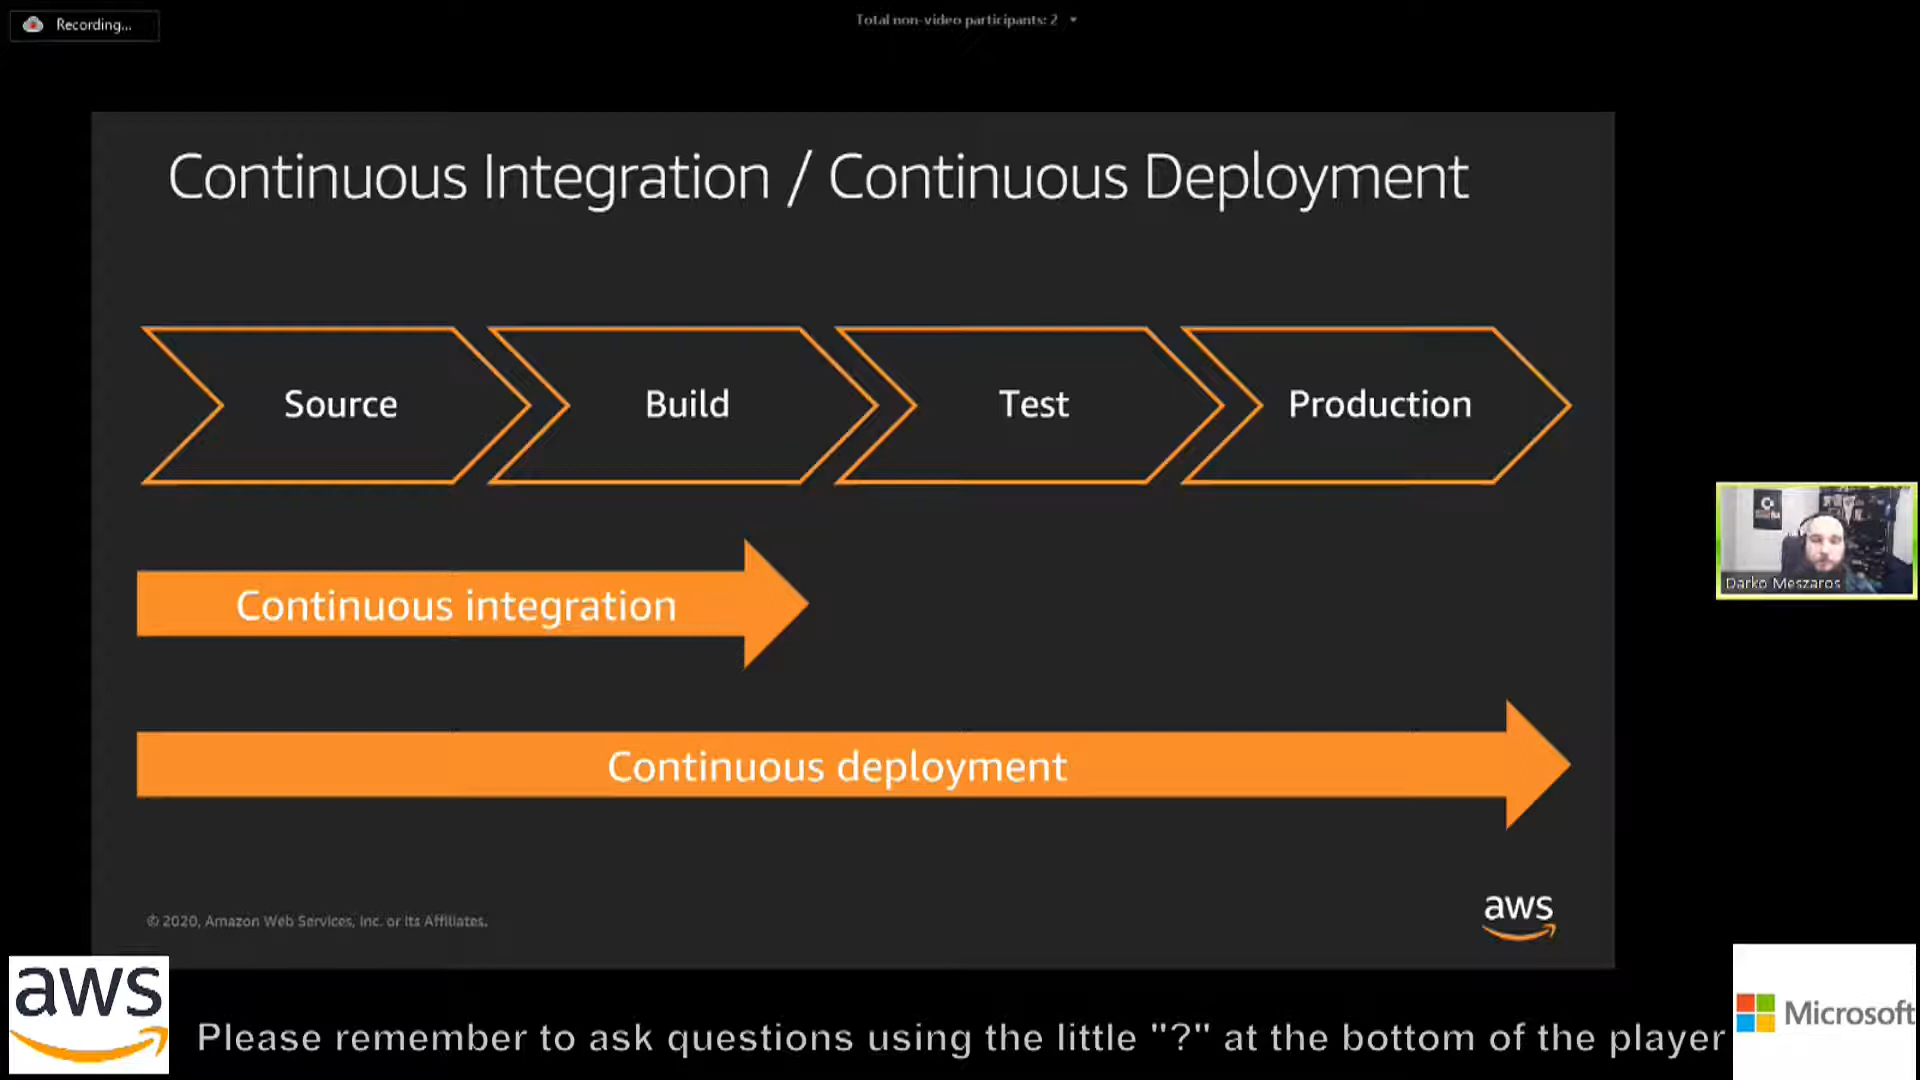 Recording...
Total non-video participants: 2
Continuous Integration / Continuous Deployment
Source
Build
Test
Production
Continuous integration
Darko Meszaros
Continuous deployment
© 2020, Amazon Web Services, Inc. or its Affiliates.
aws
aws
Please remember to ask questions using the little "?" at the bottom of the player
Microsoft